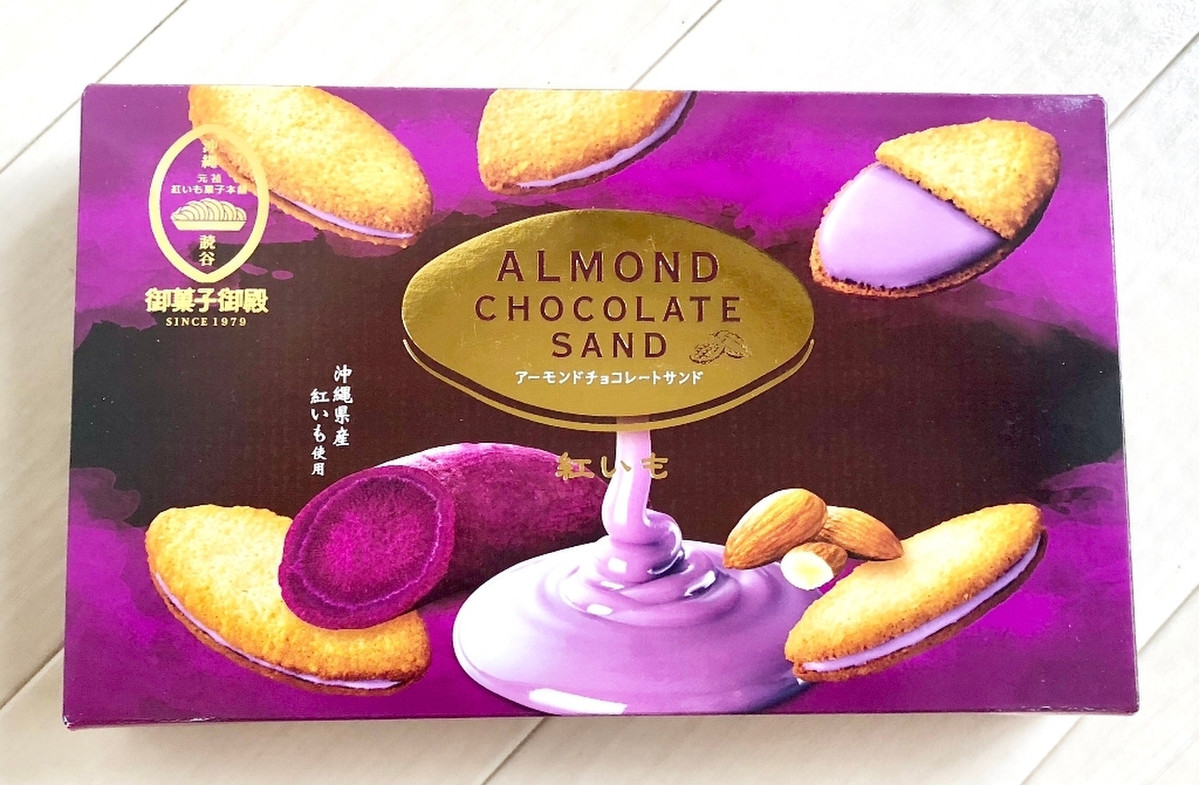 沖縄
元祖
紅いも菓子本舗
読谷
御菓子御殿
SINCE 1979
ALMOND
CHOCOLATE
SAND
アーモンドチョコレートサンド
沖縄県産
紅いも使用
紅いも